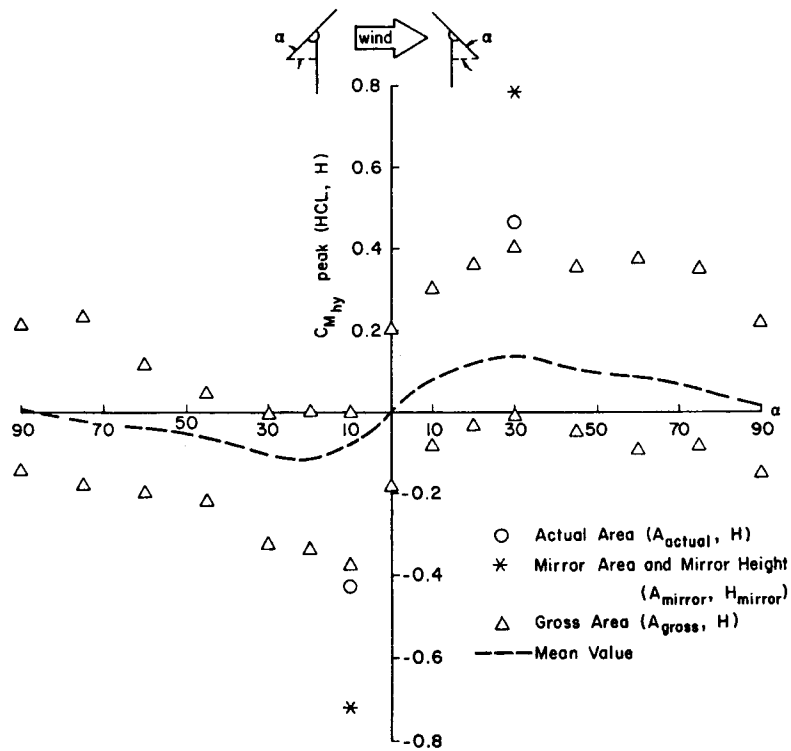 α
wind
α
C_Mhy peak (HCL, H)
0.8
0.6
0.4
0.2
α
90 70 50 30 10 10 30 50 70 90
-0.2
-0.4
-0.6
-0.8
Actual Area (A_actual, H)
Mirror Area and Mirror Height
(A_mirror, H_mirror)
Gross Area (A_gross, H)
Mean Value